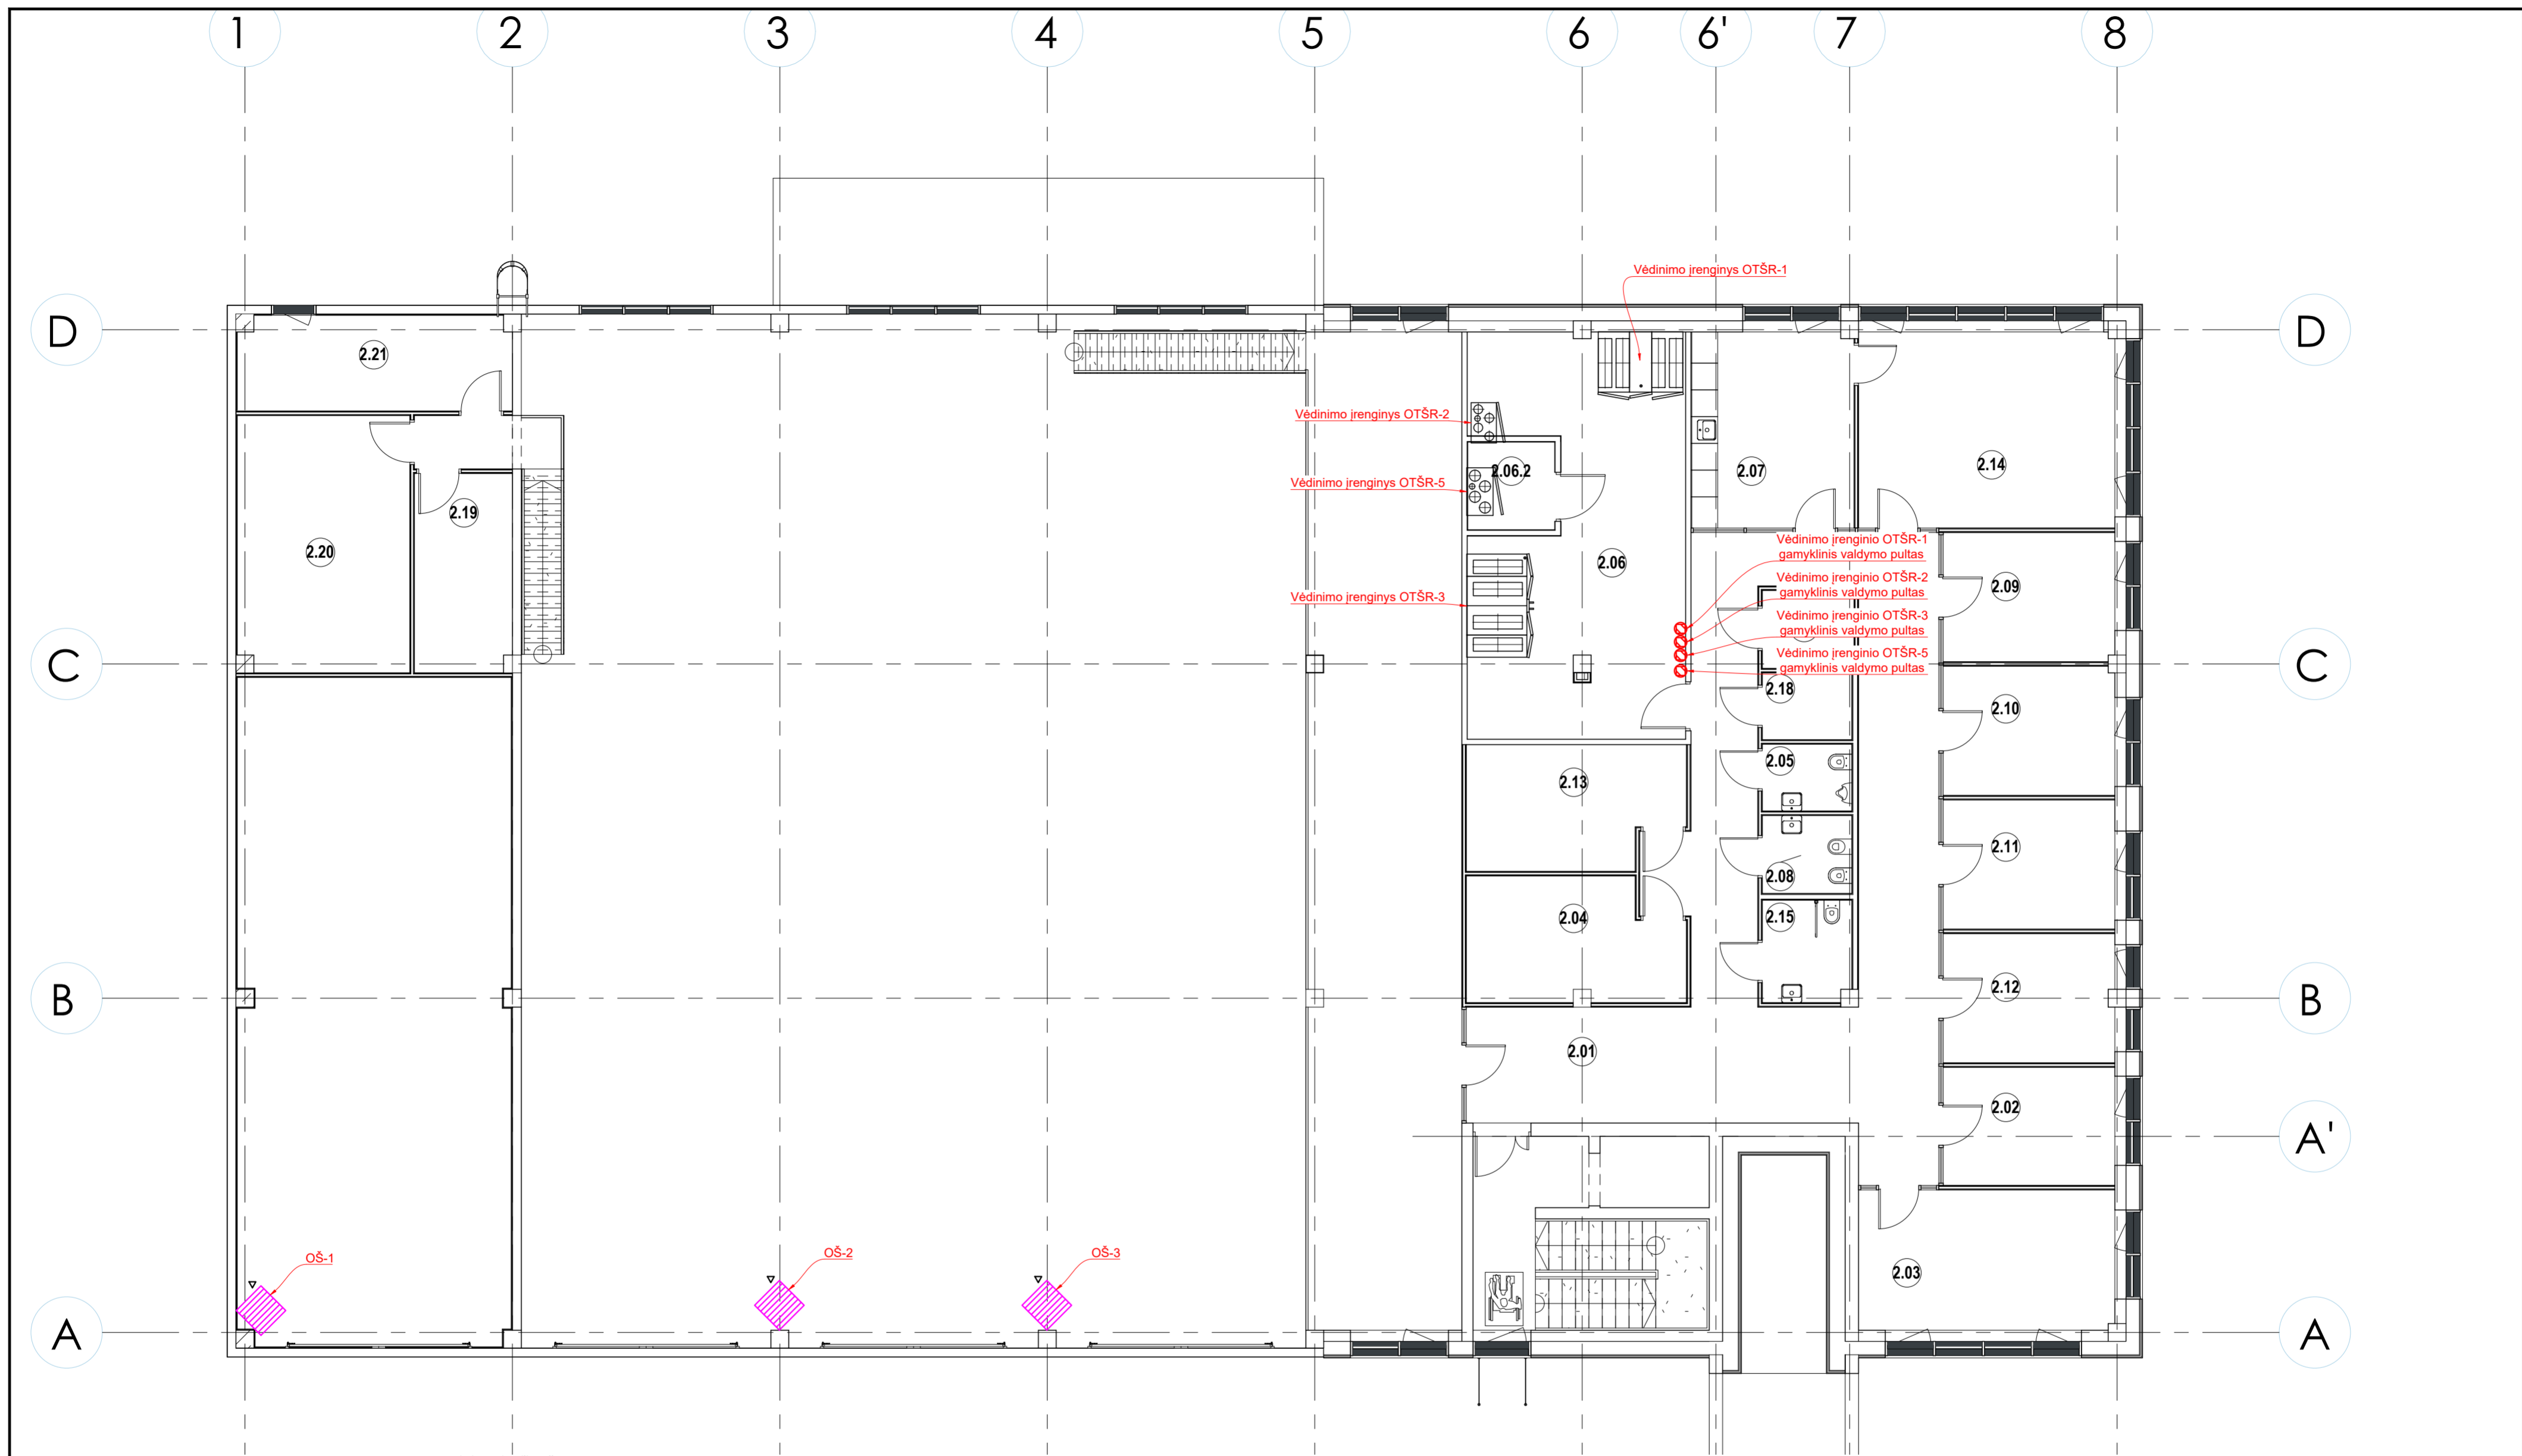 1 2 3 4 5 6 6' 7 8
Vėdinimo įrenginys OTŠR-1
D D
2.21
Vėdinimo įrenginys OTŠR-2
2.06.2 2.07 2.14
Vėdinimo įrenginys OTŠR-5
2.19
2.20 2.06
Vėdinimo įrenginio OTŠR-1
gamyklinis valdymo pultas
Vėdinimo įrenginio OTŠR-2
gamyklinis valdymo pultas
2.09
Vėdinimo įrenginys OTŠR-3
Vėdinimo įrenginio OTŠR-3
gamyklinis valdymo pultas
Vėdinimo įrenginio OTŠR-5
gamyklinis valdymo pultas
C C
2.18
2.10
2.05
2.13
2.11
2.08
2.04 2.15
2.12
B B
2.01
2.02
A'
OŠ-1 OŠ-2 OŠ-3
2.03
A A